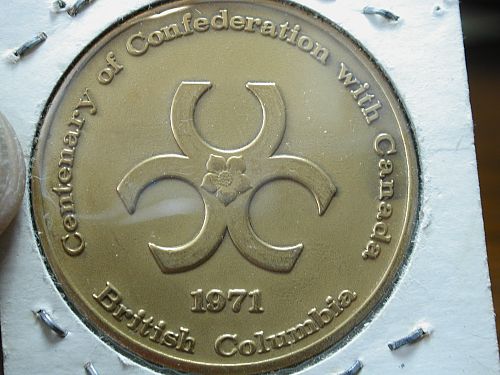 Centenary of Confederation with Canada
1971
British Columbia